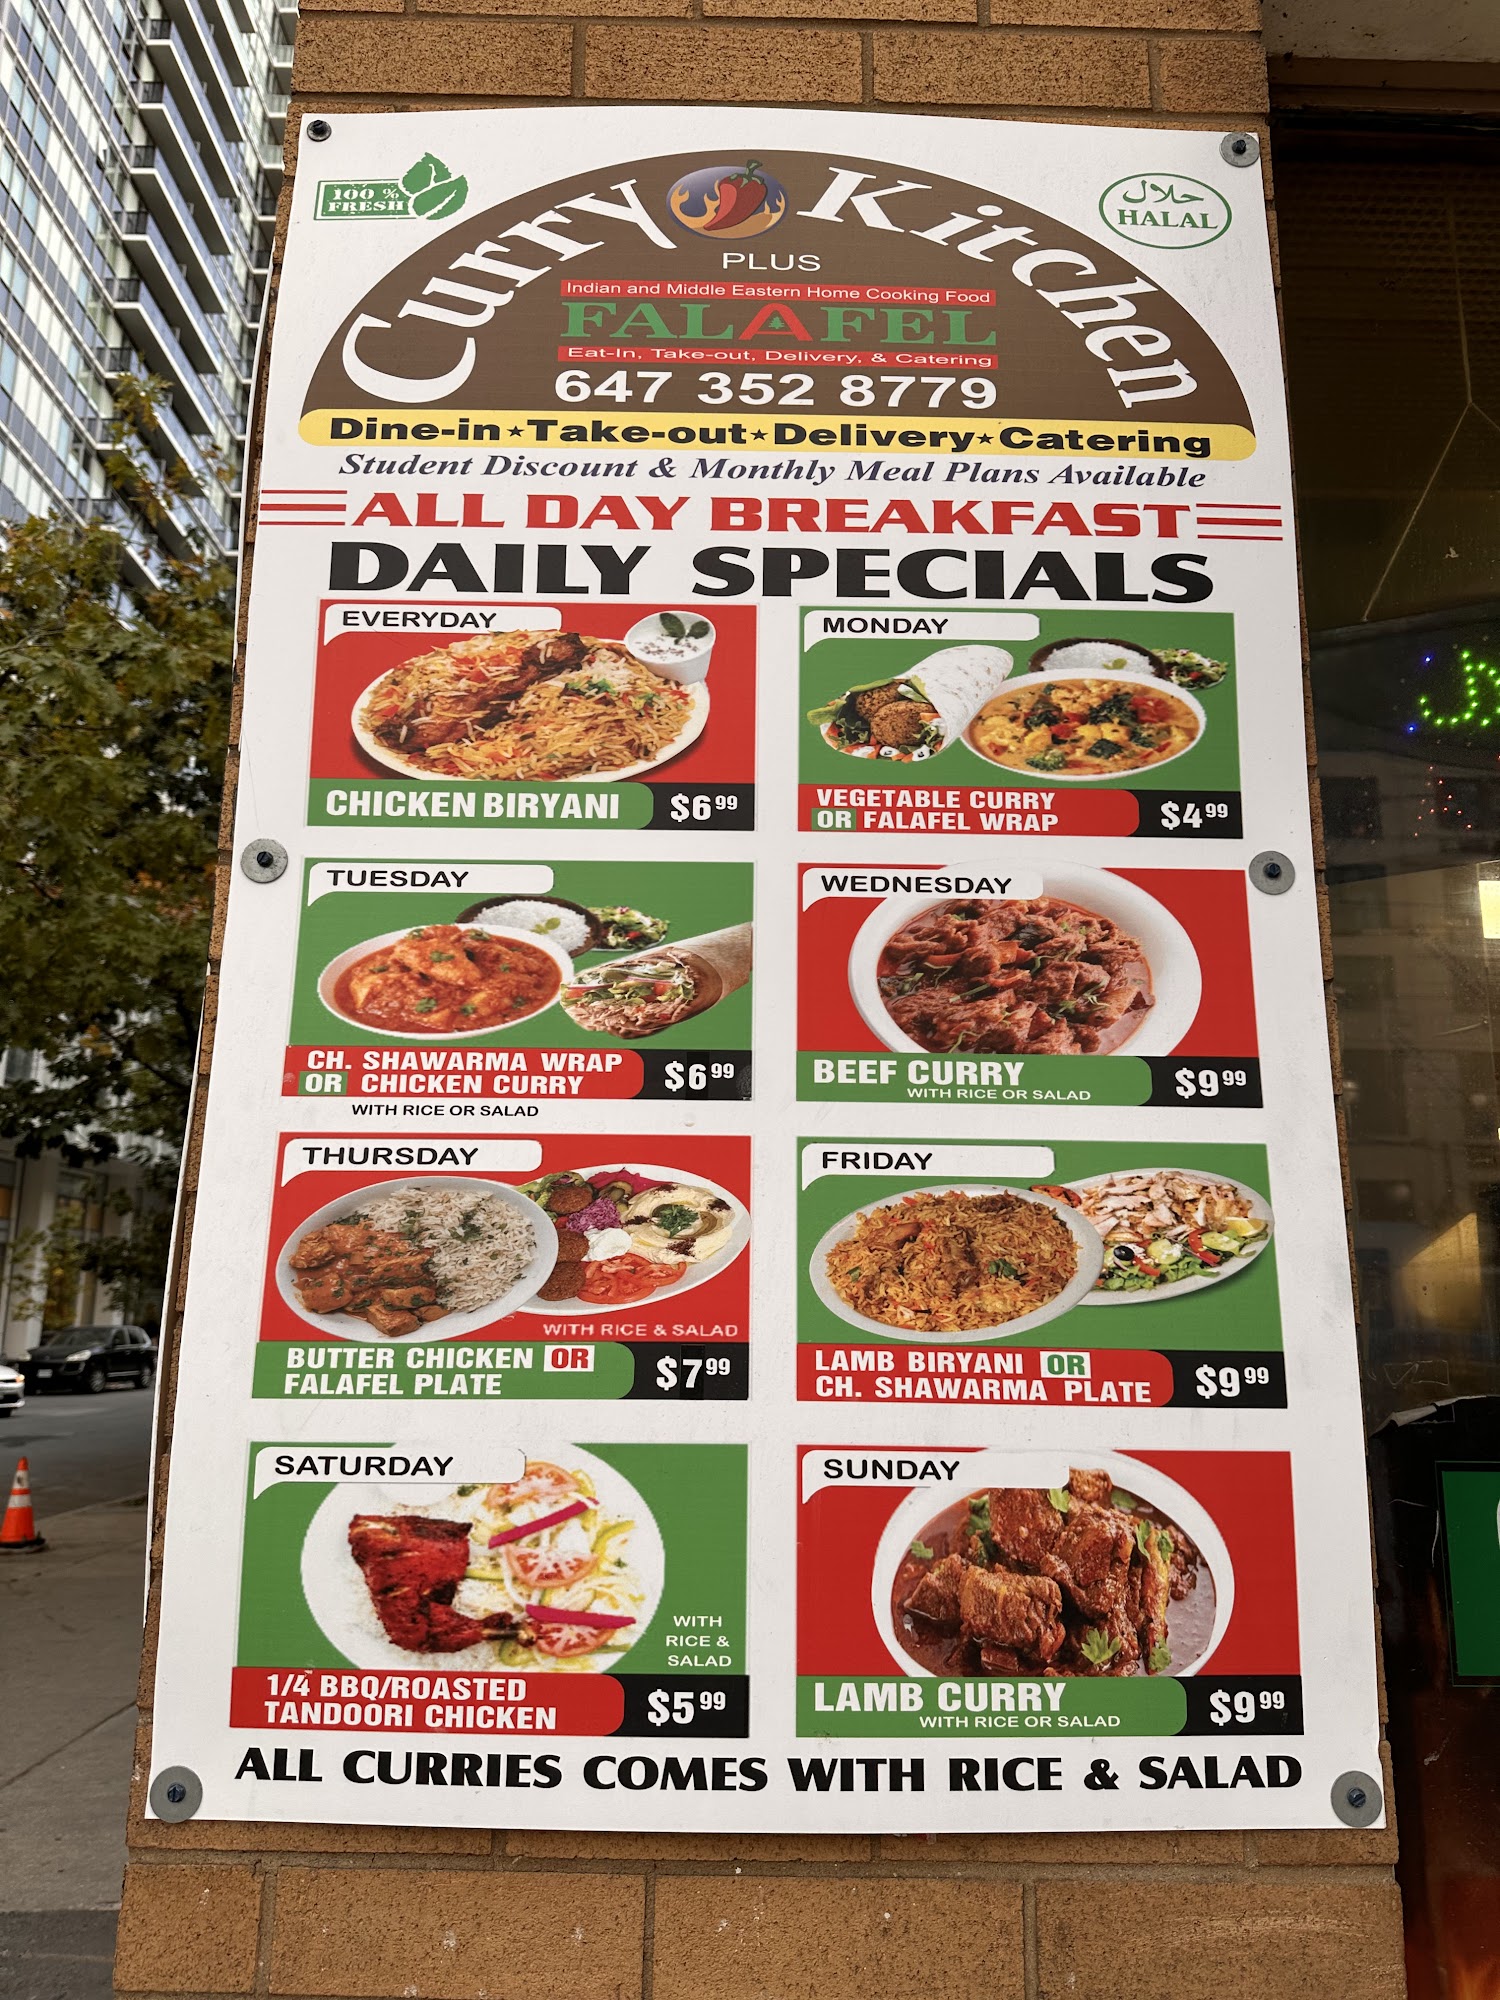 100 %
FRESH
حلال
HALAL
Curry Kitchen
PLUS
Indian and Middle Eastern Home Cooking Food
FALAFEL
Eat-In, Take-out, Delivery, & Catering
647 352 8779
Dine-in★Take-out★Delivery★Catering
Student Discount & Monthly Meal Plans Available
ALL DAY BREAKFAST
DAILY SPECIALS
EVERYDAY
CHICKEN BIRYANI $6 99
MONDAY
VEGETABLE CURRY
OR FALAFEL WRAP $4 99
TUESDAY
CH. SHAWARMA WRAP
OR CHICKEN CURRY $6 99
WITH RICE OR SALAD
WEDNESDAY
BEEF CURRY
WITH RICE OR SALAD $9 99
THURSDAY
WITH RICE & SALAD
BUTTER CHICKEN OR
FALAFEL PLATE $7 99
FRIDAY
LAMB BIRYANI OR
CH. SHAWARMA PLATE $9 99
SATURDAY
WITH
RICE &
SALAD
1/4 BBQ/ROASTED
TANDOORI CHICKEN $5 99
SUNDAY
LAMB CURRY
WITH RICE OR SALAD $9 99
ALL CURRIES COMES WITH RICE & SALAD